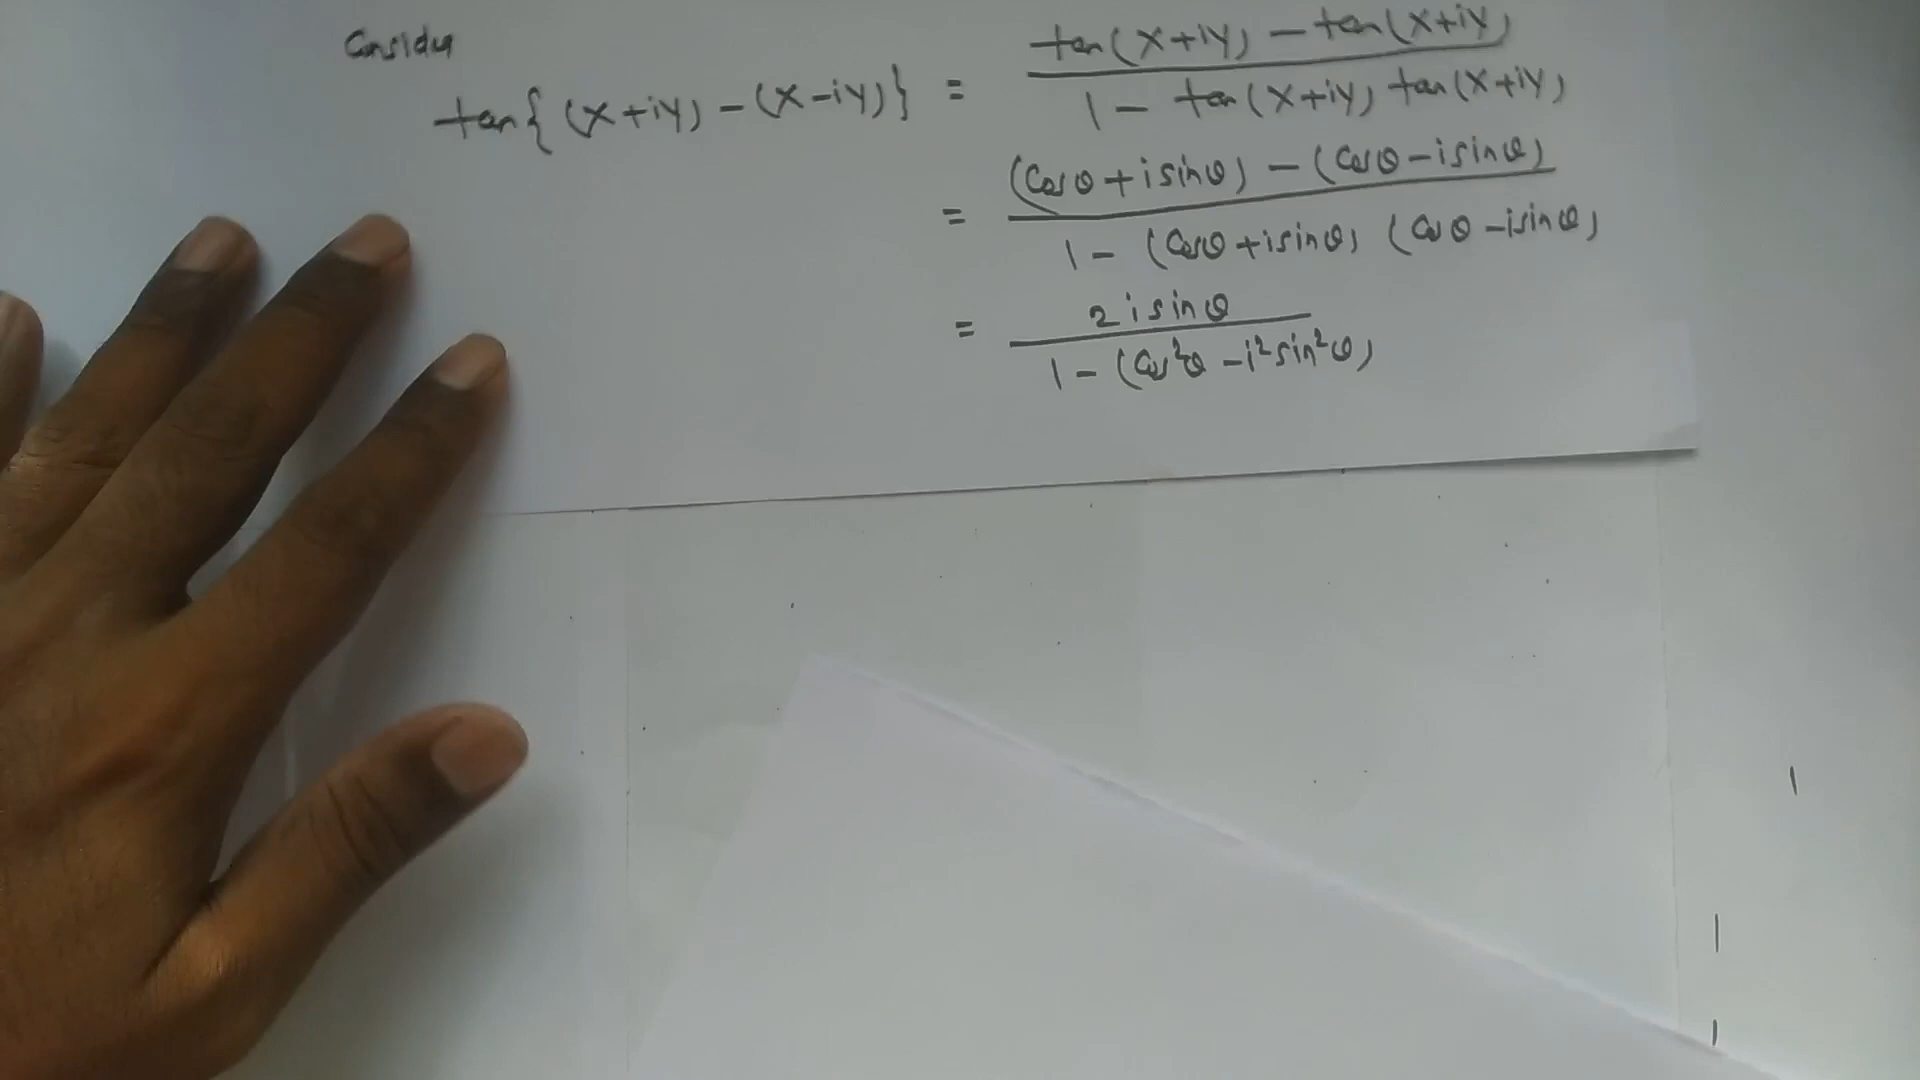 Consider
tan{(x+iy)-(x-iy)} = tan(x+iy) - tan(x+iy) / 1 - tan(x+iy) tan(x+iy)
= (cosθ+isinθ) - (cosθ-isinθ) / 1 - (cosθ+isinθ) (cosθ-isinθ)
= 2isinθ / 1 - (cos²θ - i²sin²θ)